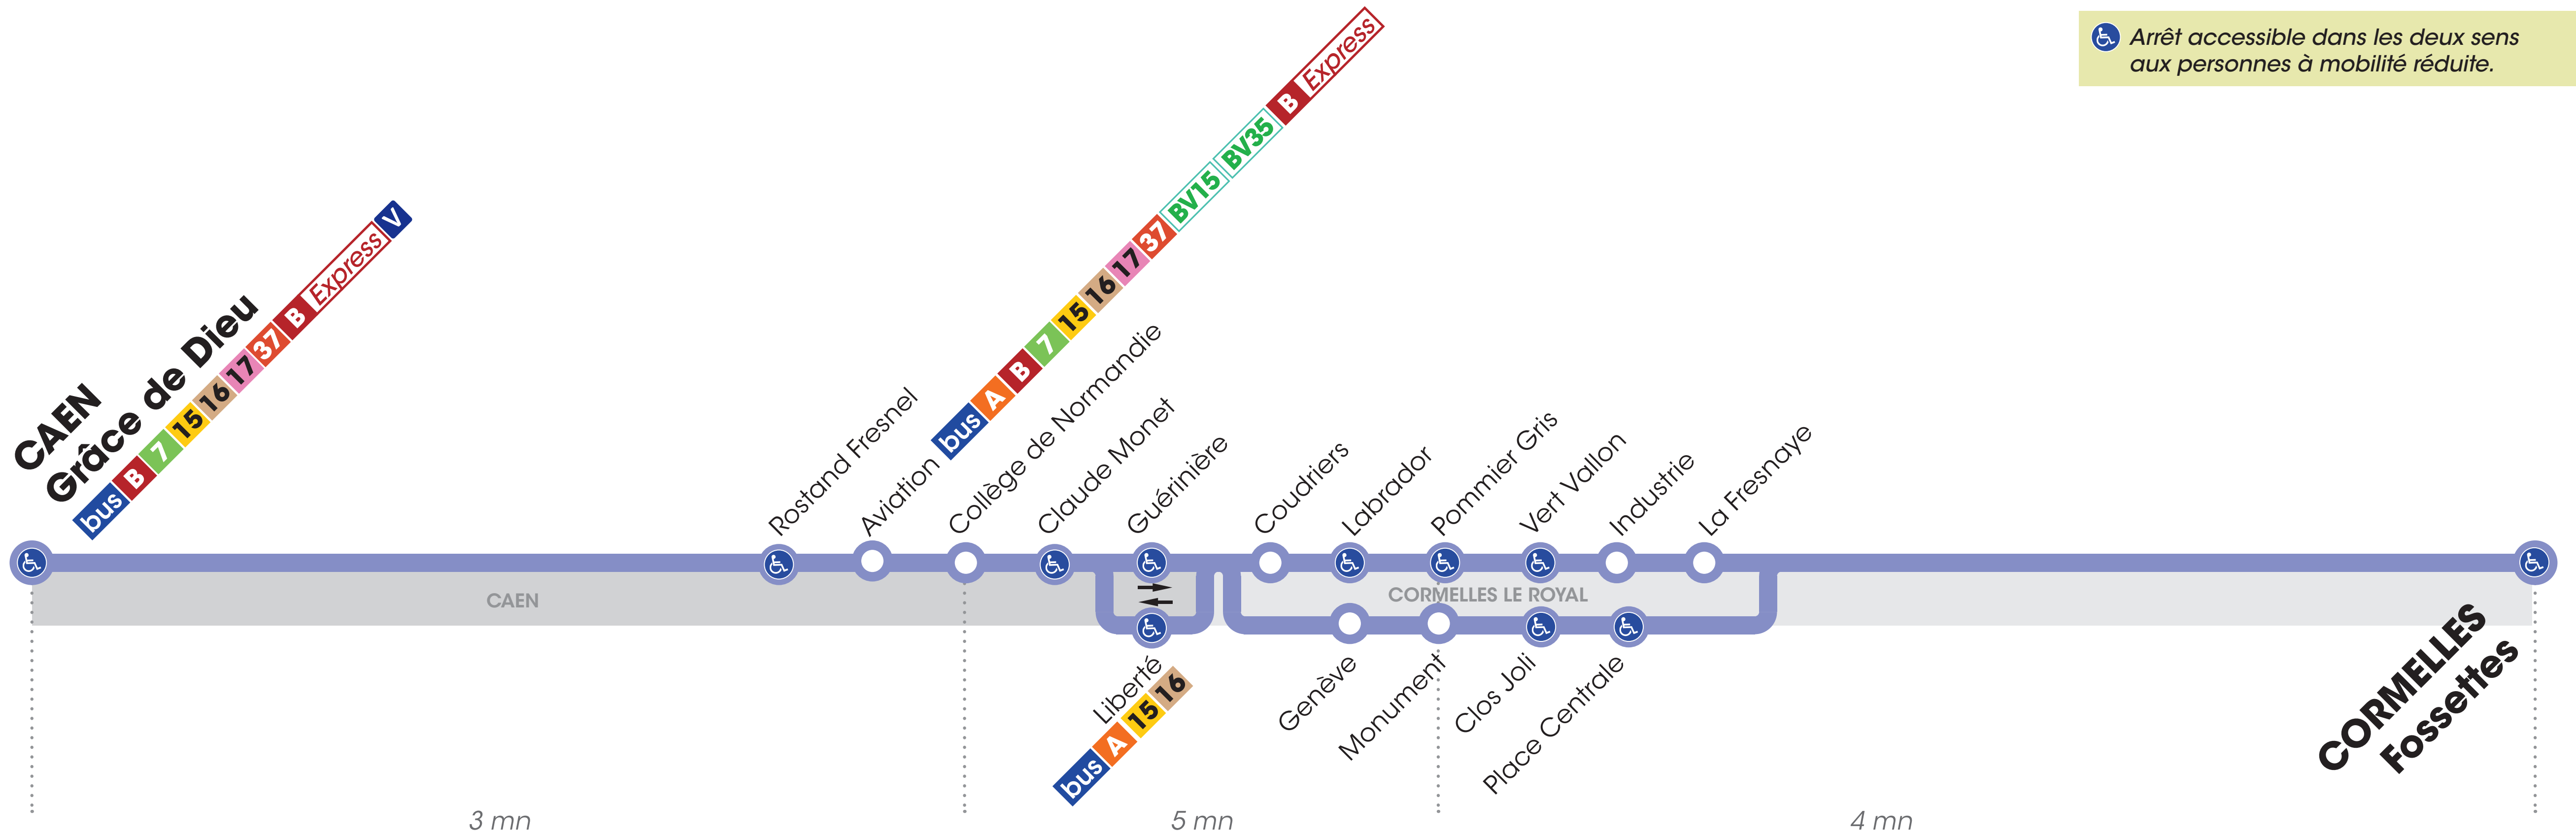 Arrêt accessible dans les deux sens
aux personnes à mobilité réduite.
CAEN
Grâce de Dieu
bus B 7 15 16 17 37 B Express V
Rostand Fresnel
Aviation bus A B 7 15 16 17 37 BV15 BV35 B Express
Collège de Normandie
Claude Monet
Guérinière
Coudriers
Labrador
Pommier Gris
Vert Vallon
Industrie
La Fresnaye
CAEN
CORMELLES LE ROYAL
Liberté
bus A 15 16
Genève
Monument
Clos Joli
Place Centrale
CORMELLES
Fossettes
3 mn
5 mn
4 mn